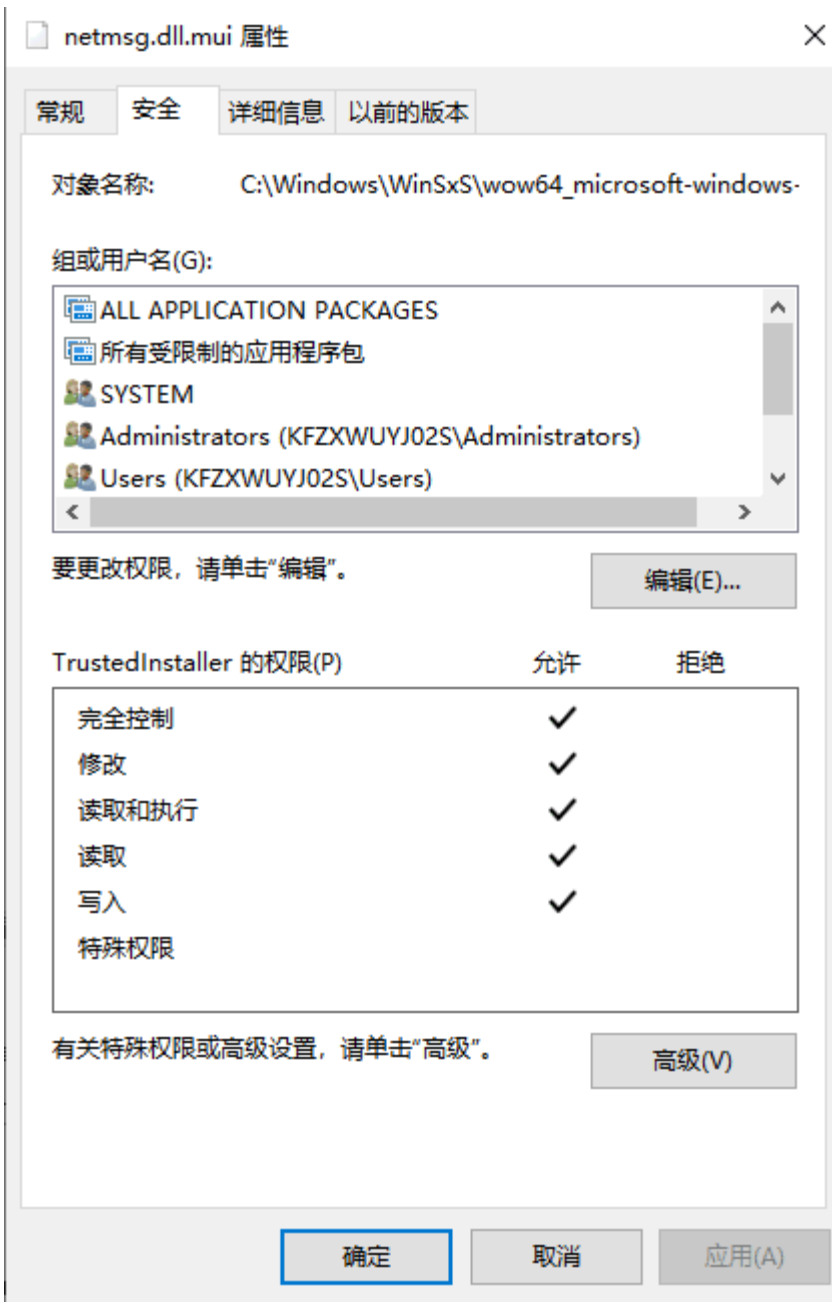 netmsg.dll.mui 属性
常规 安全 详细信息 以前的版本
对象名称: C:\Windows\WinSxS\wow64_microsoft-windows-
组或用户名(G):
ALL APPLICATION PACKAGES
所有受限制的应用程序包
SYSTEM
Administrators (KFZXWUYJ02S\Administrators)
Users (KFZXWUYJ02S\Users)
要更改权限，请单击“编辑”。 编辑(E)...
TrustedInstaller 的权限(P) 允许 拒绝
完全控制
修改
读取和执行
读取
写入
特殊权限
有关特殊权限或高级设置，请单击“高级”。 高级(V)
确定 取消 应用(A)